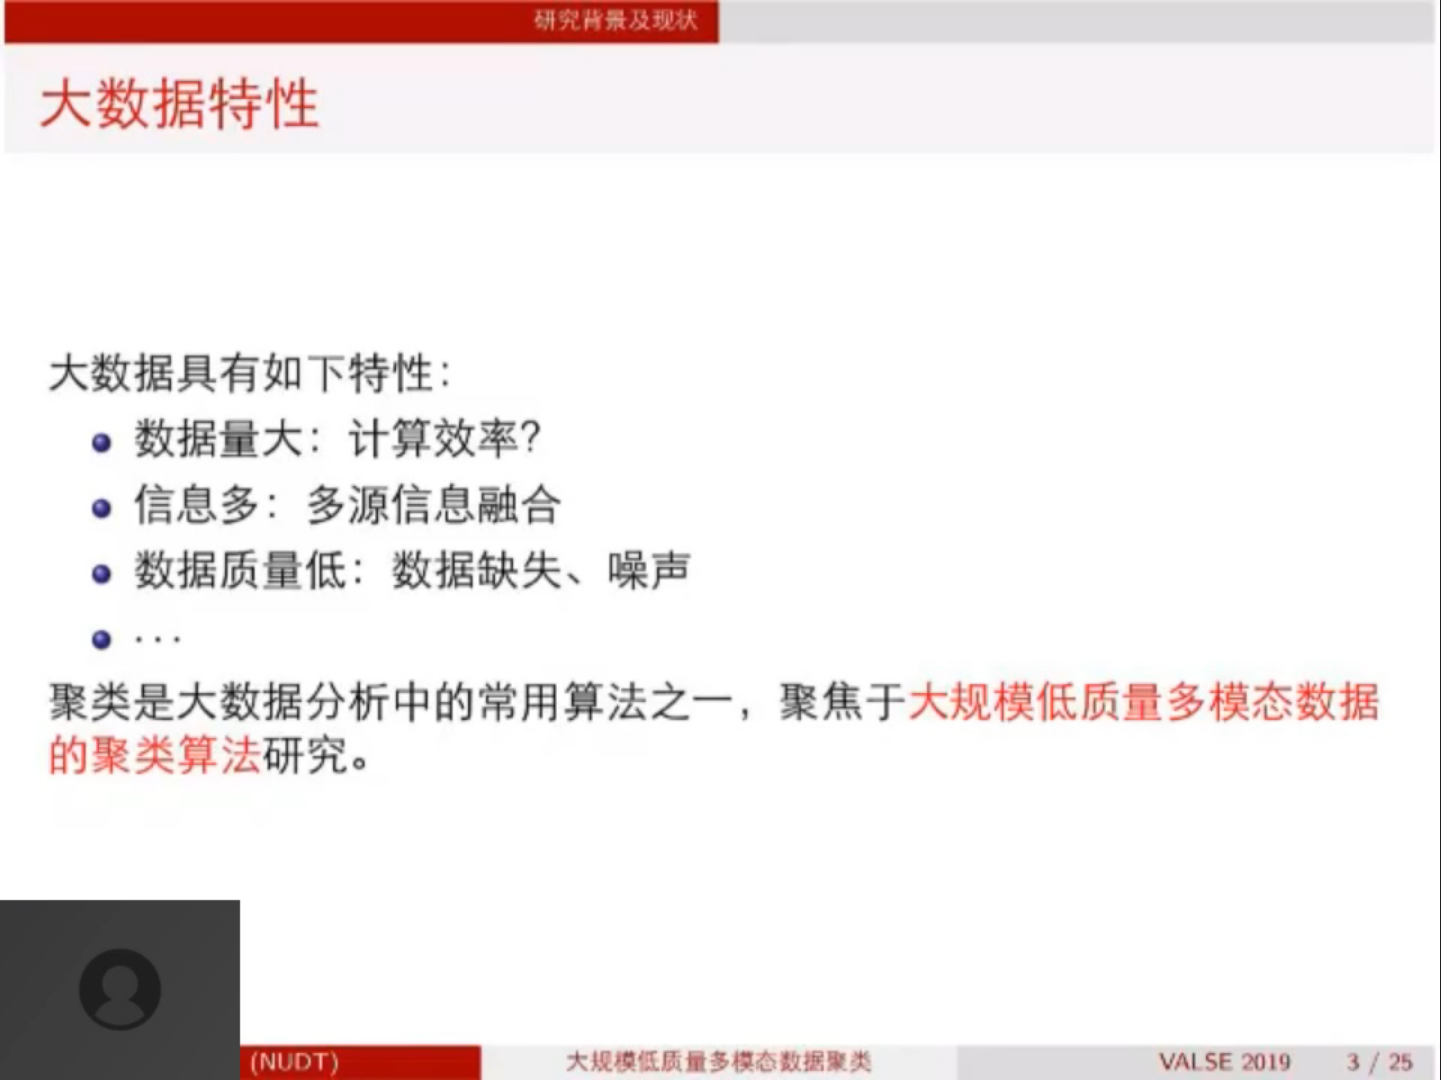 研究背景及现状
大数据特性
大数据具有如下特性：
数据量大：计算效率？
信息多：多源信息融合
数据质量低：数据缺失、噪声
···
聚类是大数据分析中的常用算法之一，聚焦于大规模低质量多模态数据
的聚类算法研究。
(NUDT) 大规模低质量多模态数据聚类 VALSE 2019 3 / 25